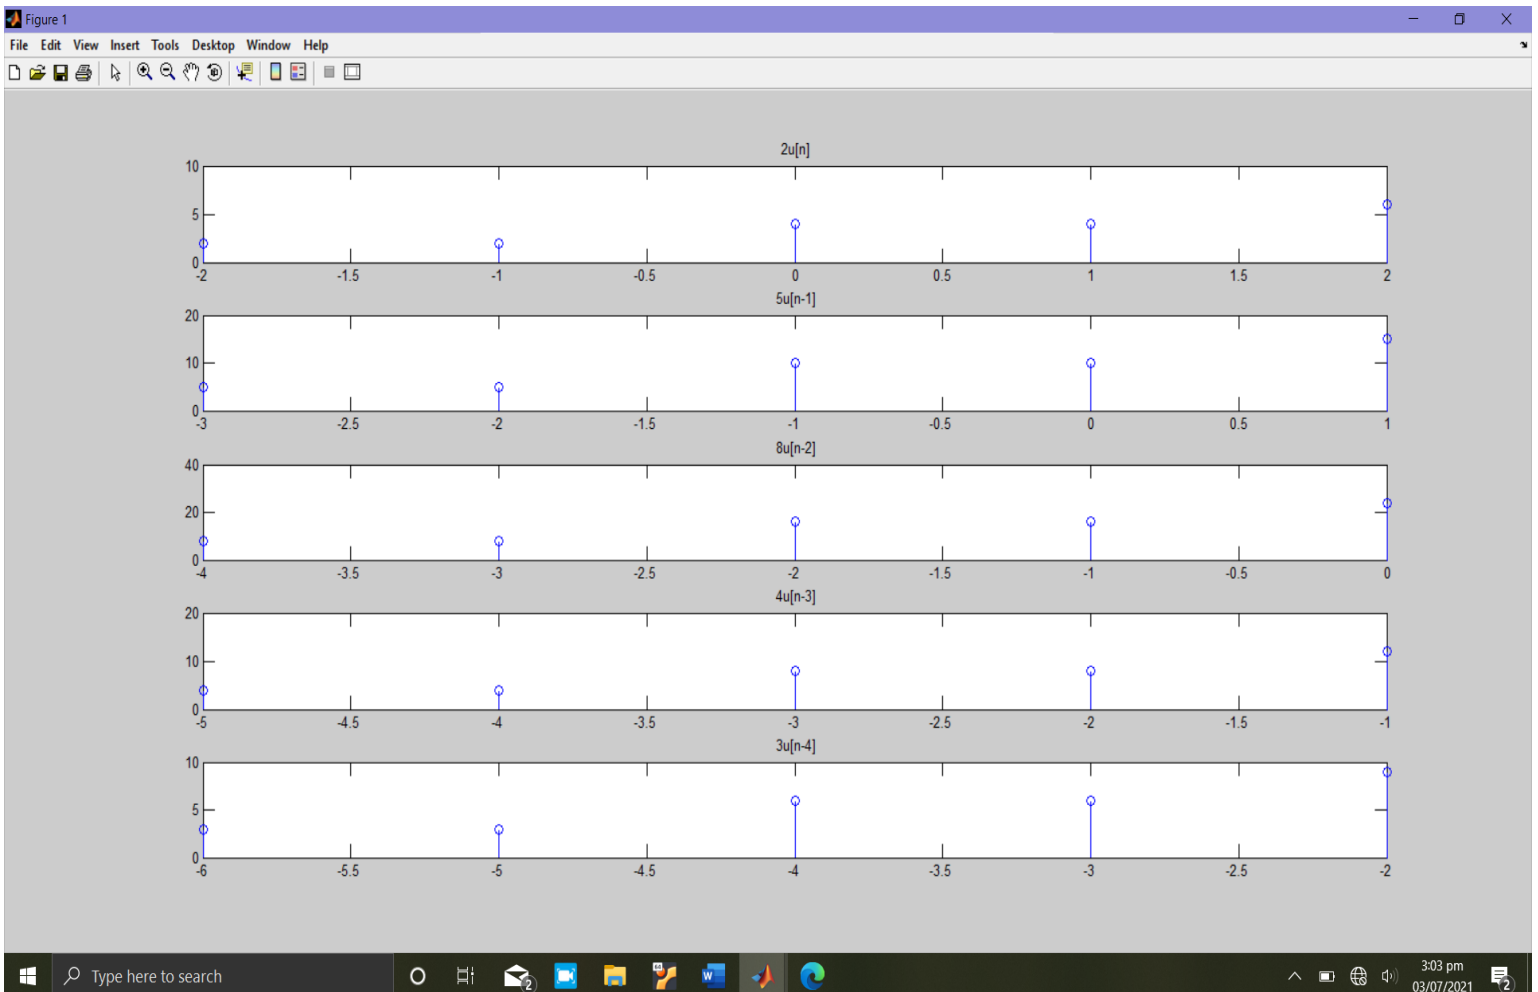 Figure 1
File Edit View Insert Tools Desktop Window Help
2u[n]
10
5
0
-2 -1.5 -1 -0.5 0 0.5 1 1.5 2
5u[n-1]
20
10
0
-3 -2.5 -2 -1.5 -1 -0.5 0 0.5 1
8u[n-2]
40
20
0
-4 -3.5 -3 -2.5 -2 -1.5 -1 -0.5 0
4u[n-3]
20
10
0
-5 -4.5 -4 -3.5 -3 -2.5 -2 -1.5 -1
3u[n-4]
10
5
0
-6 -5.5 -5 -4.5 -4 -3.5 -3 -2.5 -2
Type here to search
2
W
3:03 pm
03/07/2021
2